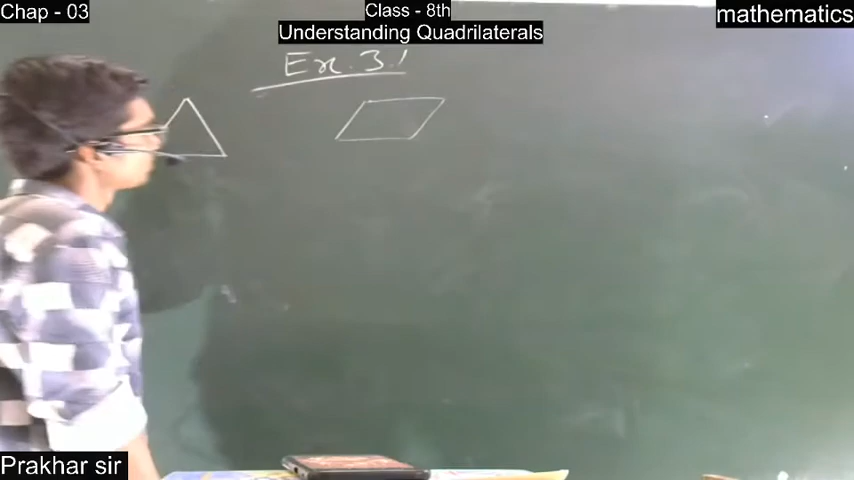 Chap - 03
Class - 8th
mathematics
Understanding Quadrilaterals
Ex. 3.1
Prakhar sir